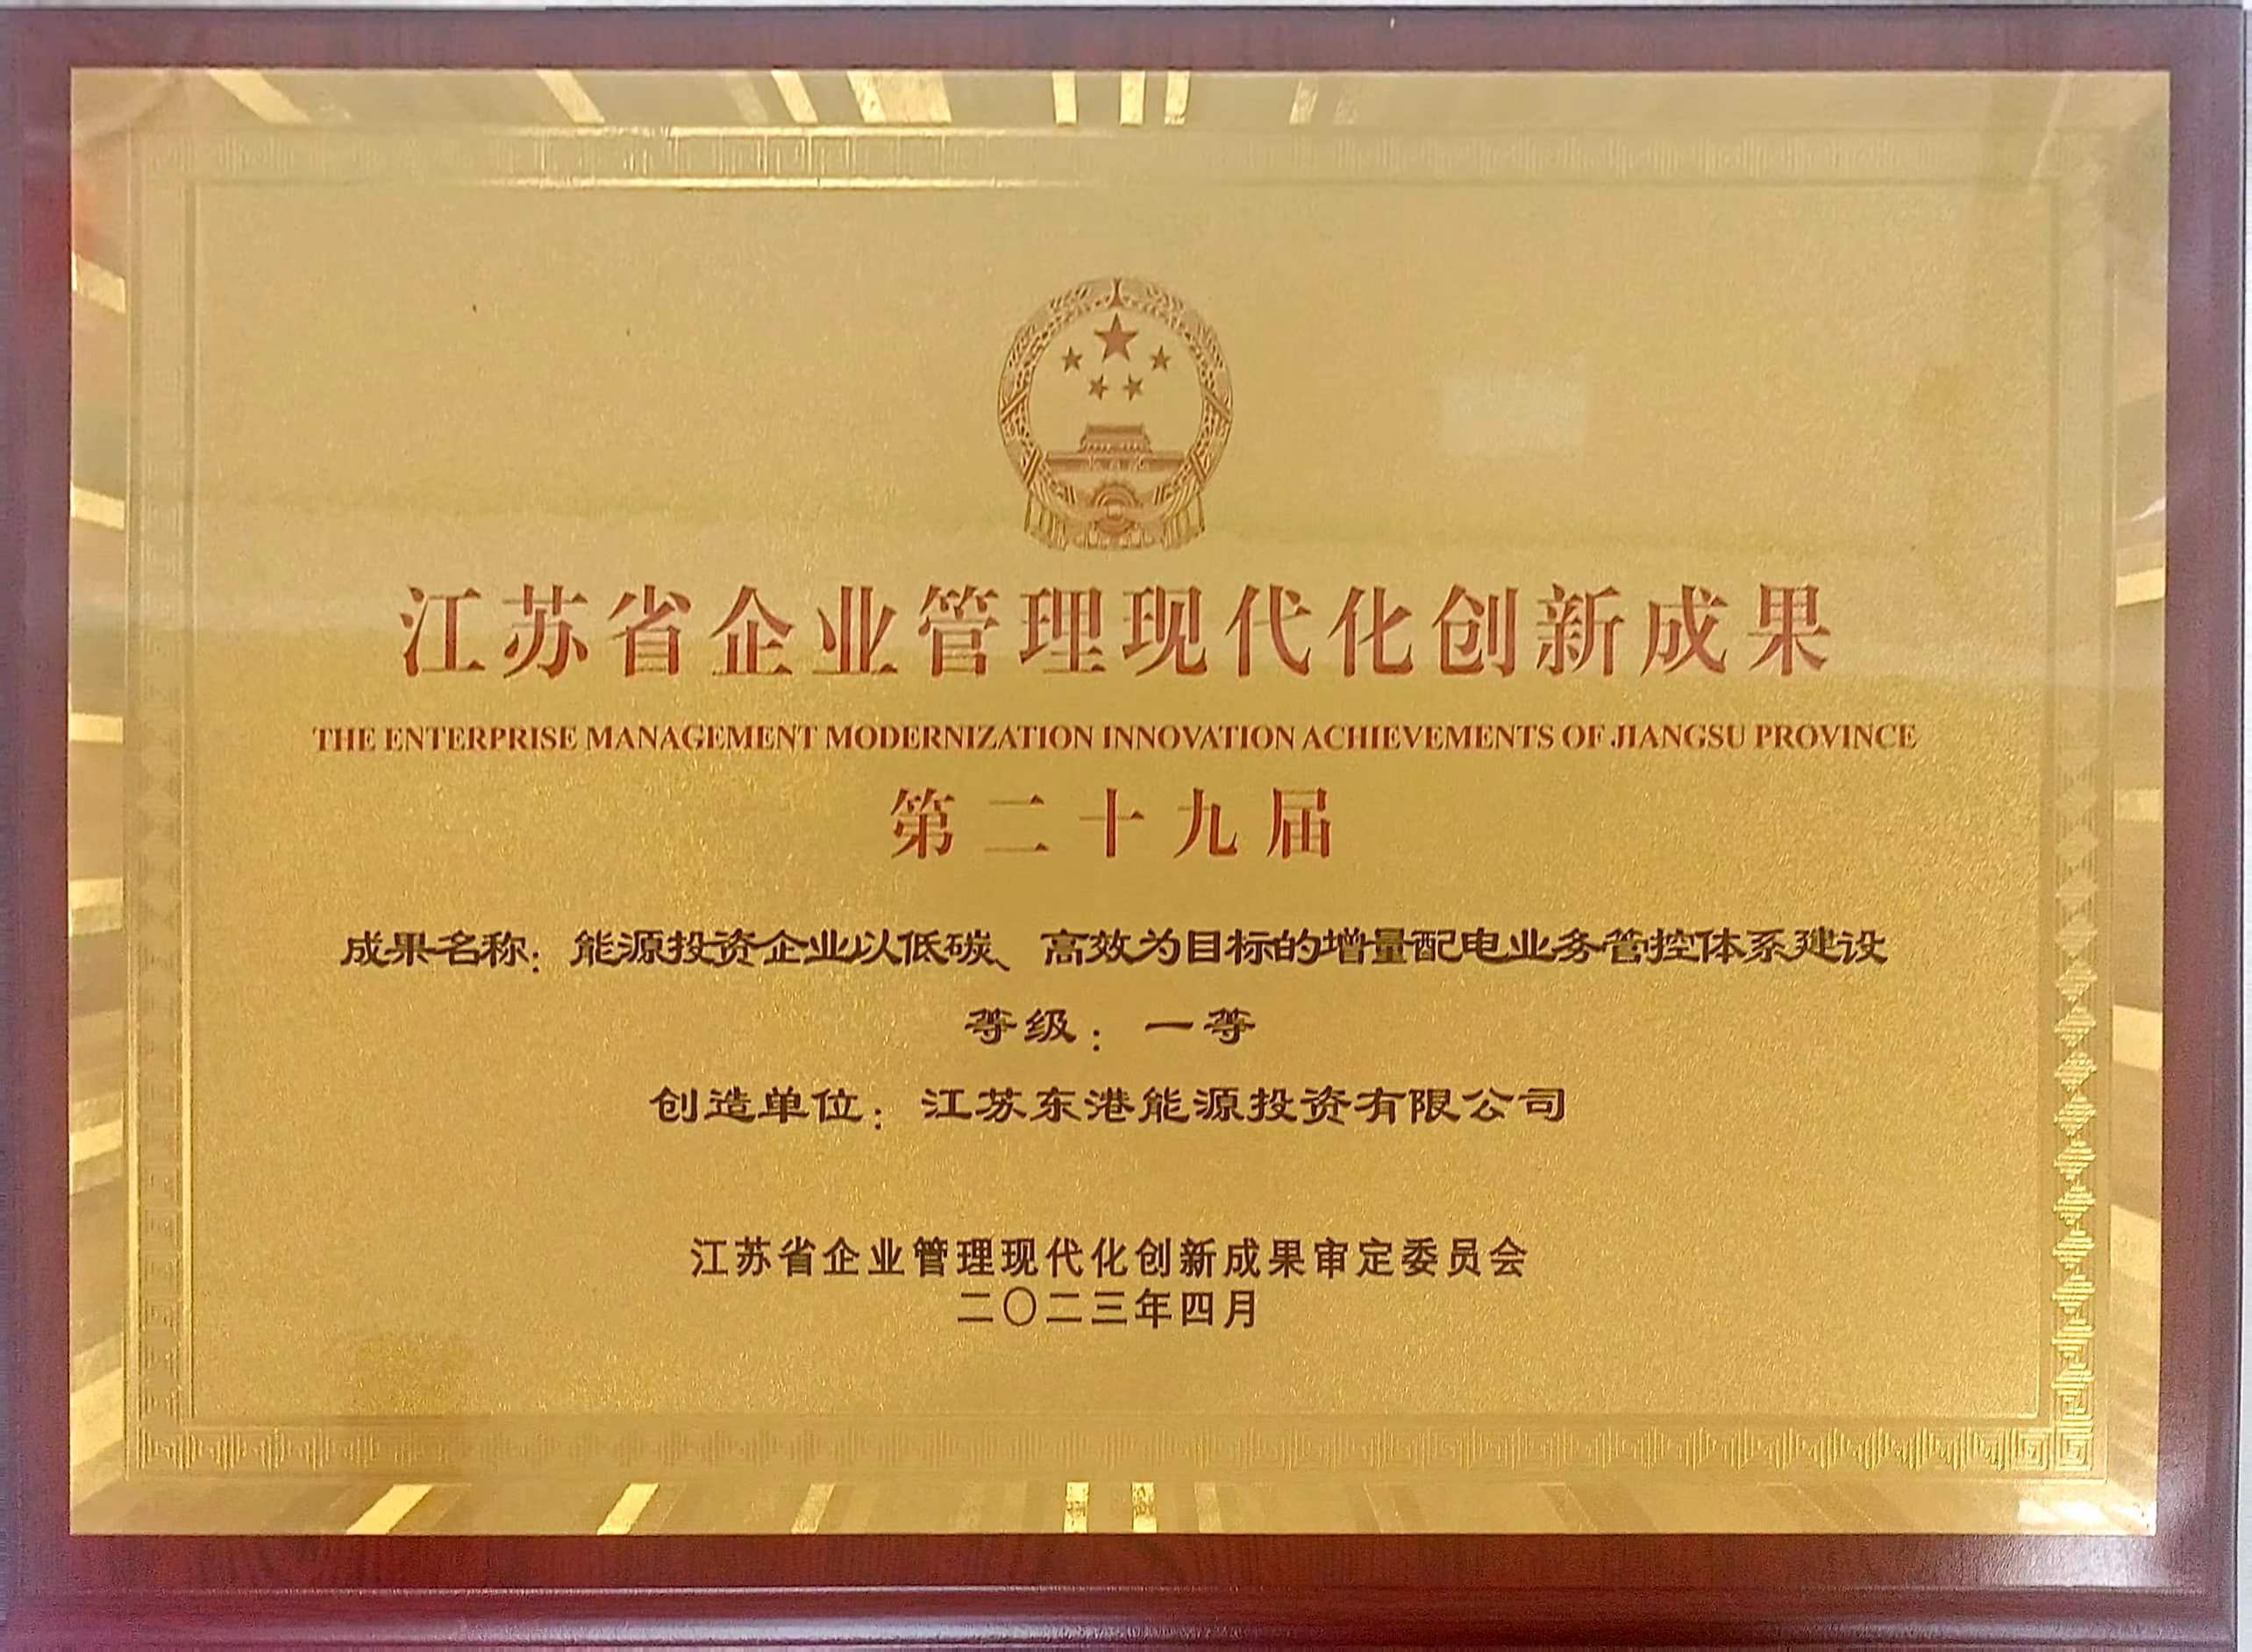 江苏省企业管理现代化创新成果
THE ENTERPRISE MANAGEMENT MODERNIZATION INNOVATION ACHIEVEMENTS OF JIANGSU PROVINCE
第二十九届
成果名称：能源投资企业以低碳、高效为目标的增量配电业务管控体系建设
等级：一等
创造单位：江苏东港能源投资有限公司
江苏省企业管理现代化创新成果审定委员会
二〇二三年四月